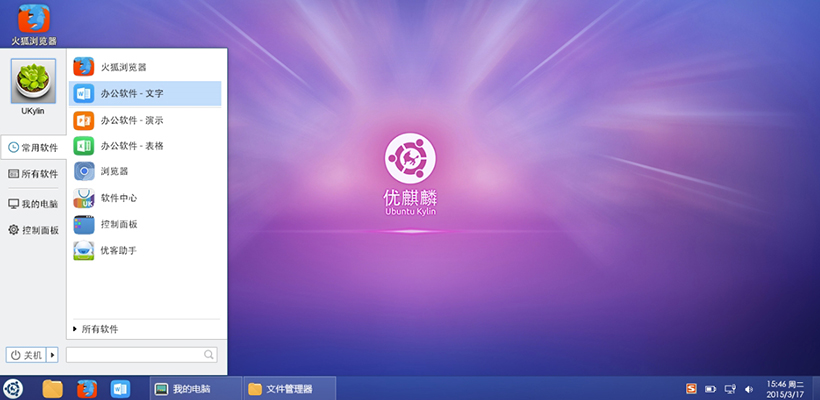 火狐浏览器
UKylin
常用软件
所有软件
我的电脑
控制面板
火狐浏览器
办公软件 - 文字
办公软件 - 演示
办公软件 - 表格
浏览器
软件中心
控制面板
优客助手
所有软件
关机
优麒麟
Ubuntu Kylin
我的电脑
文件管理器
15:46 周二
2015/3/17